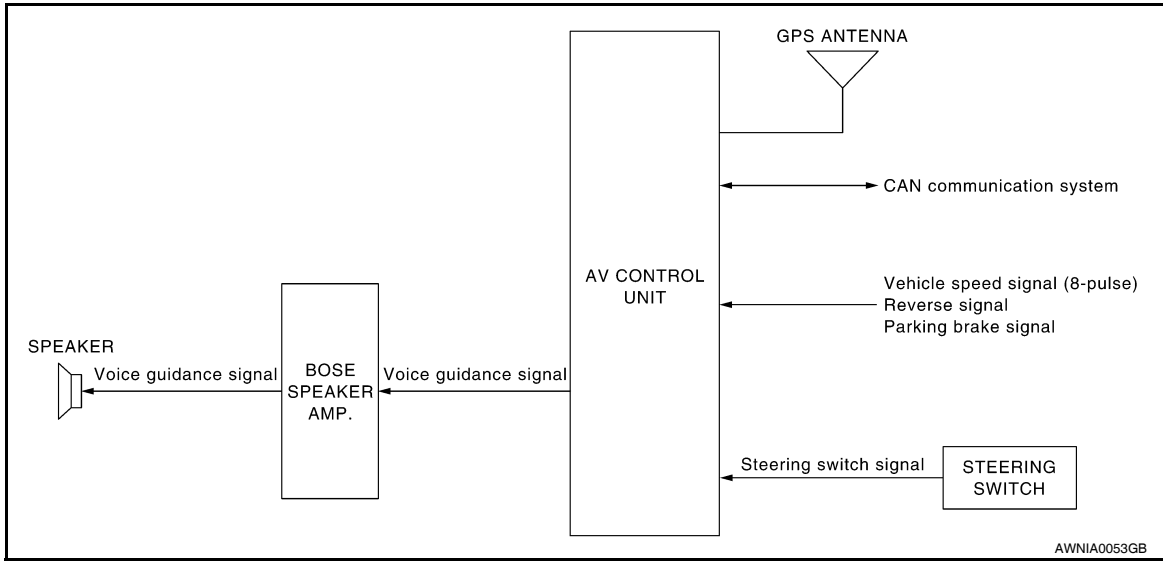 GPS ANTENNA
CAN communication system
AV CONTROL
UNIT
Vehicle speed signal (8-pulse)
Reverse signal
Parking brake signal
SPEAKER
Voice guidance signal
BOSE
SPEAKER
AMP.
Voice guidance signal
Steering switch signal
STEERING
SWITCH
AWNIA0053GB